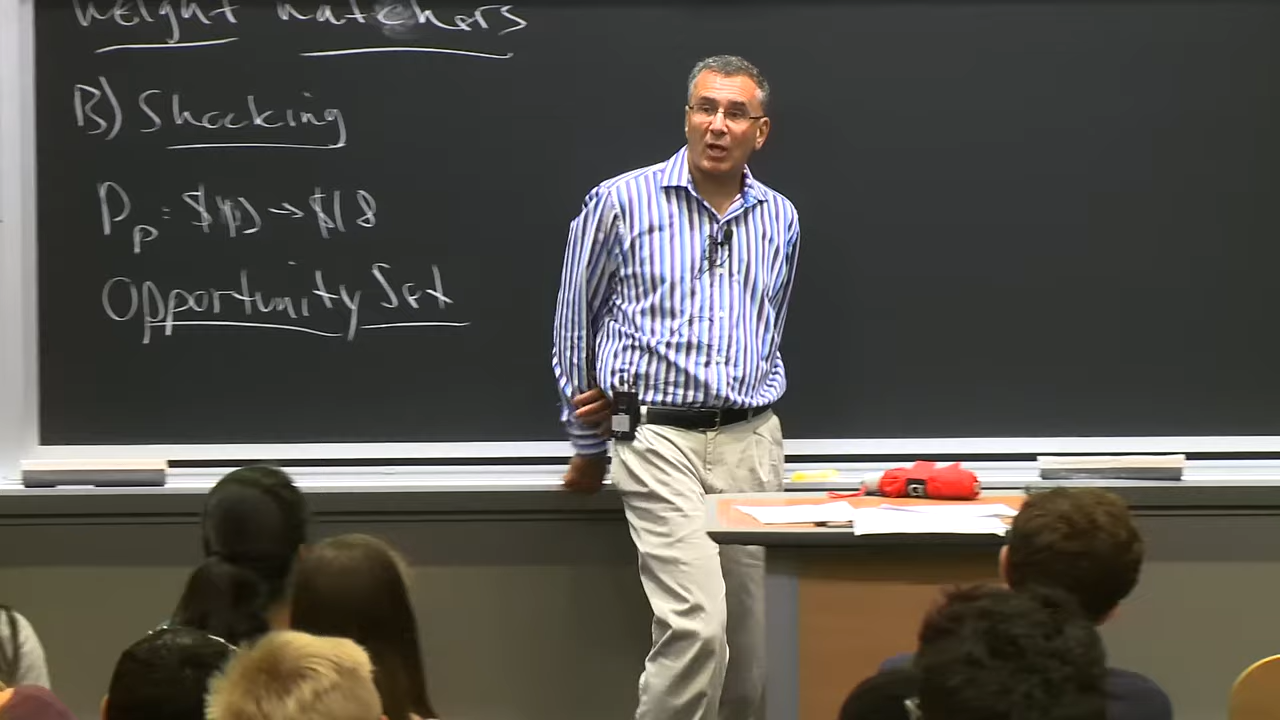 Weight Watchers
B) Shocking
Pp = $12 → $18
Opportunity Set